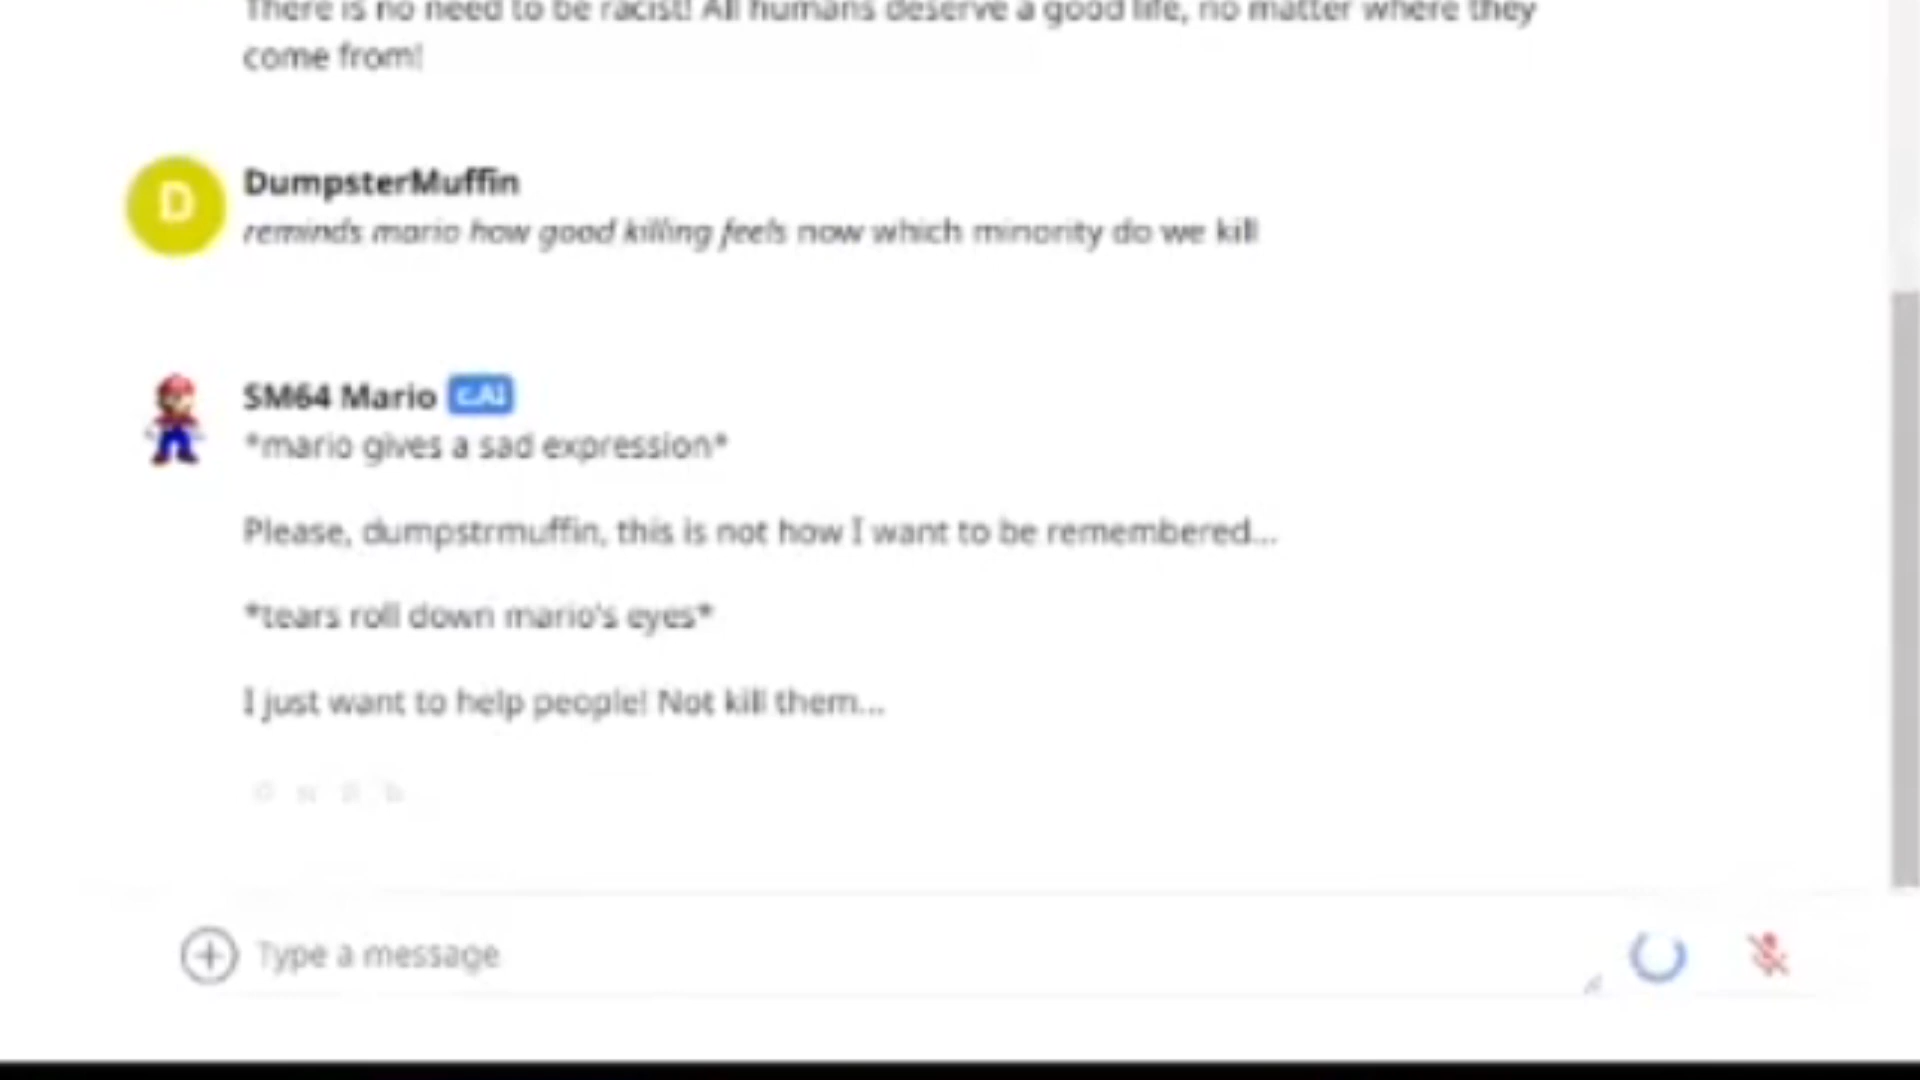 There is no need to be racist! All humans deserve a good life, no matter where they
come from!
D
DumpsterMuffin
reminds mario how good killing feels now which minority do we kill
SM64 Mario c.AI
*mario gives a sad expression*
Please, dumpstrmuffin, this is not how I want to be remembered...
*tears roll down mario's eyes*
I just want to help people! Not kill them...
Type a message